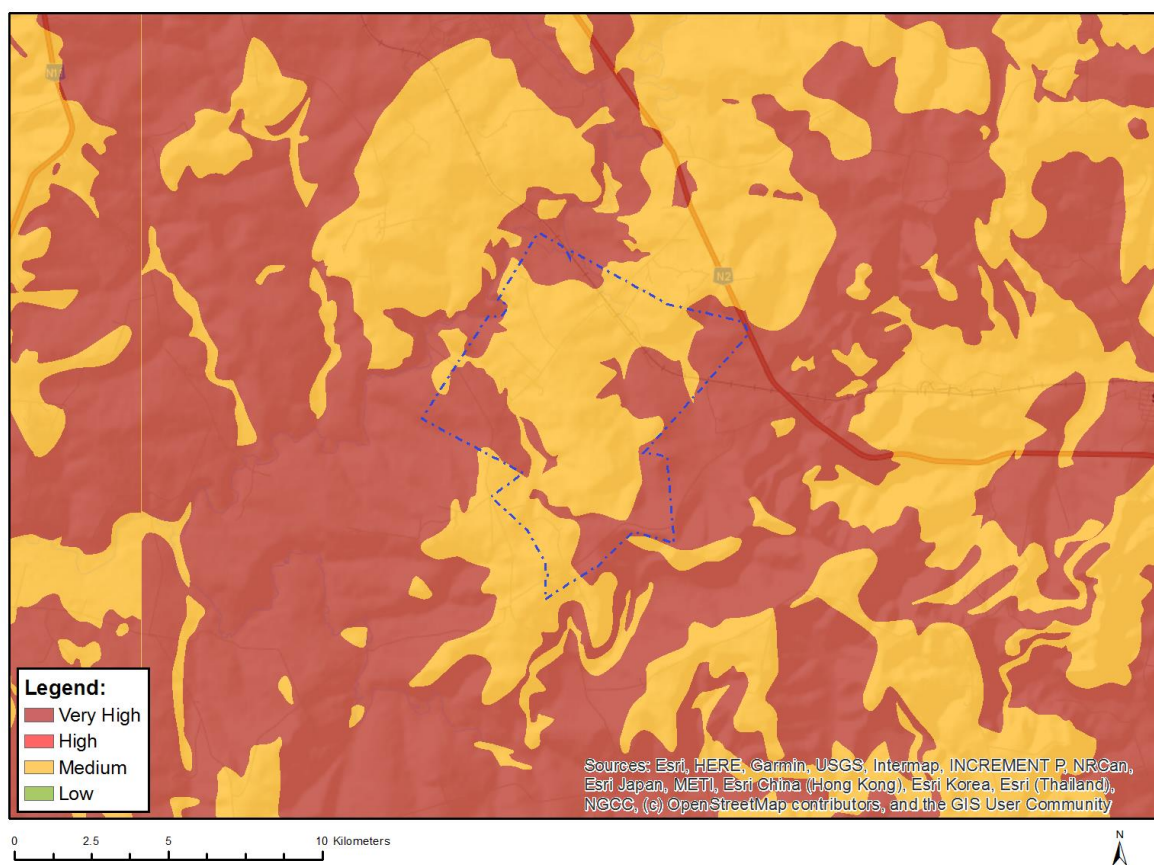 N11
N2
Legend:
Very High
High
Medium
Low
Sources: Esri, HERE, Garmin, USGS, Intermap, INCREMENT P, NRCan,
Esri Japan, METI, Esri China (Hong Kong), Esri Korea, Esri (Thailand),
NGCC, (c) OpenStreetMap contributors, and the GIS User Community
0 2.5 5 10 Kilometers
N